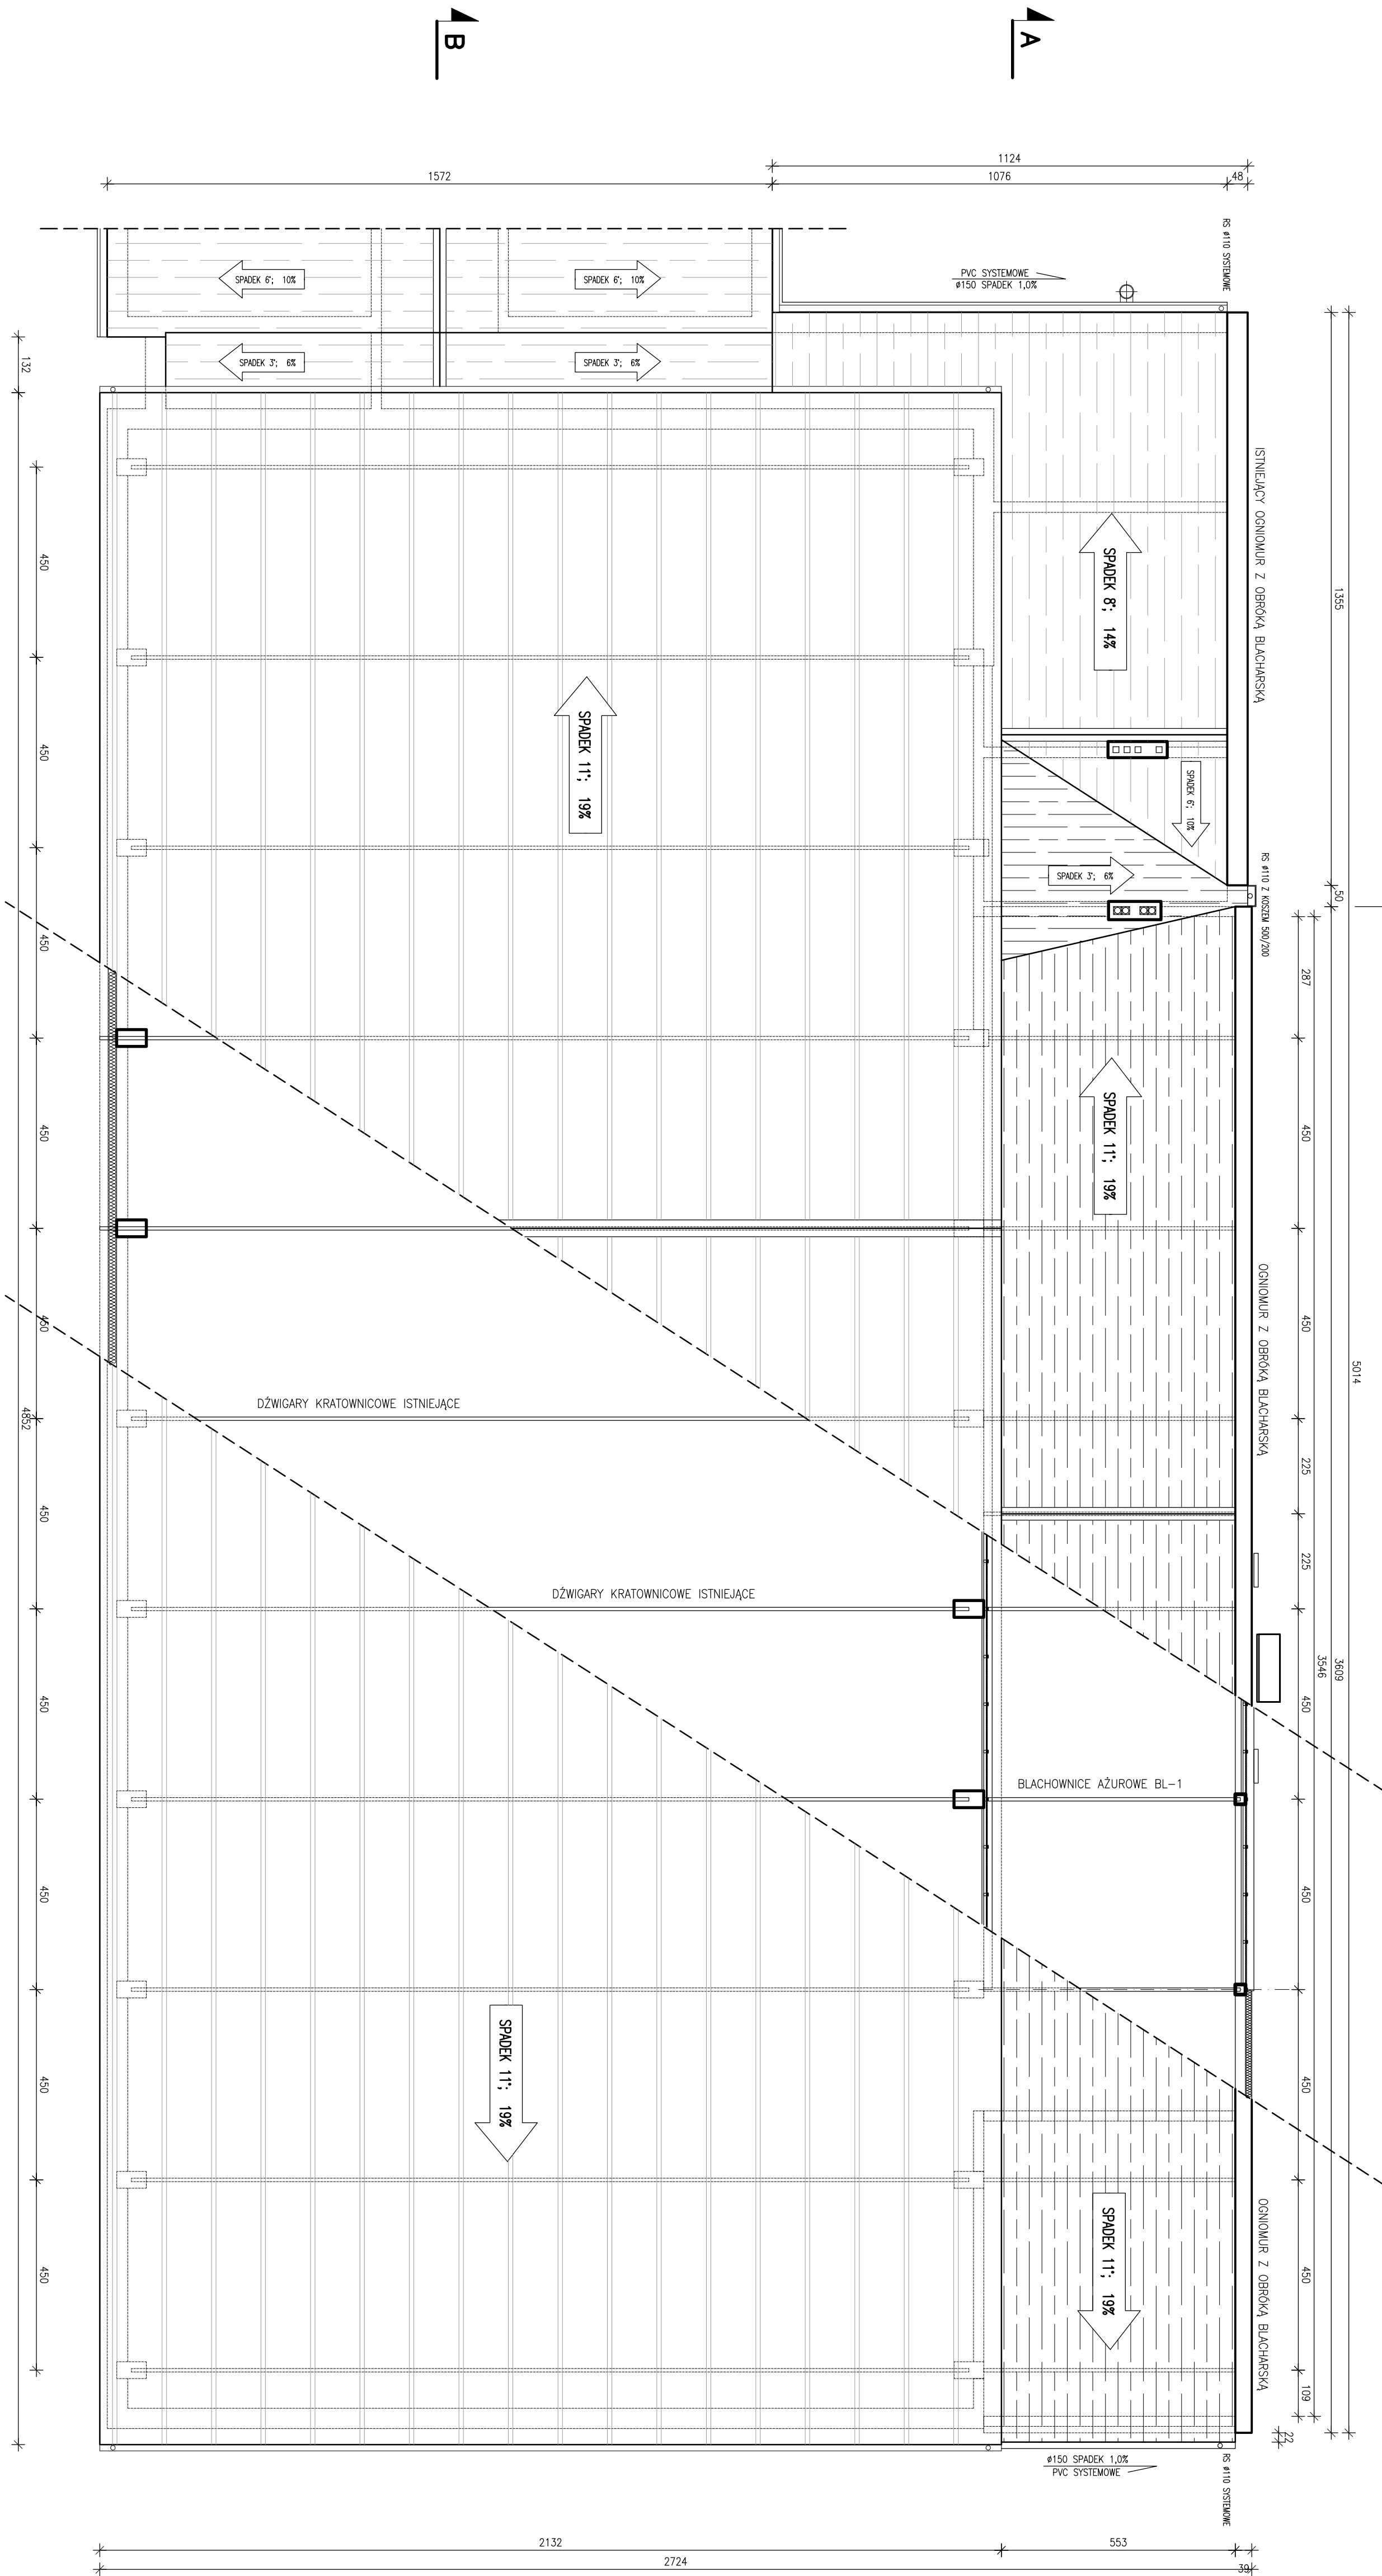 B
A
1124
1572
1076
48
RS ø110 SYSTEMOWE
PVC SYSTEMOWE
ø150 SPADEK 1,0%
SPADEK 6°; 10%
SPADEK 6°; 10%
SPADEK 3°; 6%
SPADEK 3°; 6%
132
ISTNIEJĄCY OGNIOMUR Z OBRÓKĄ BLACHARSKĄ
1355
SPADEK 8°; 14%
450
SPADEK 11°; 19%
450
SPADEK 6°; 10%
SPADEK 3°; 6%
RS ø110 Z KOSZEM 500/200
50
450
287
SPADEK 11°; 19%
450
450
OGNIOMUR Z OBRÓKĄ BLACHARSKĄ
450
450
5014
DŹWIGARY KRATOWNICOWE ISTNIEJĄCE
4852
225
450
225
DŹWIGARY KRATOWNICOWE ISTNIEJĄCE
3609
3546
450
450
BLACHOWNICE AŻUROWE BL-1
450
450
SPADEK 11°; 19%
450
450
SPADEK 11°; 19%
OGNIOMUR Z OBRÓKĄ BLACHARSKĄ
450
450
109
22
ø150 SPADEK 1,0%
PVC SYSTEMOWE
RS ø110 SYSTEMOWE
2132
553
2724
39